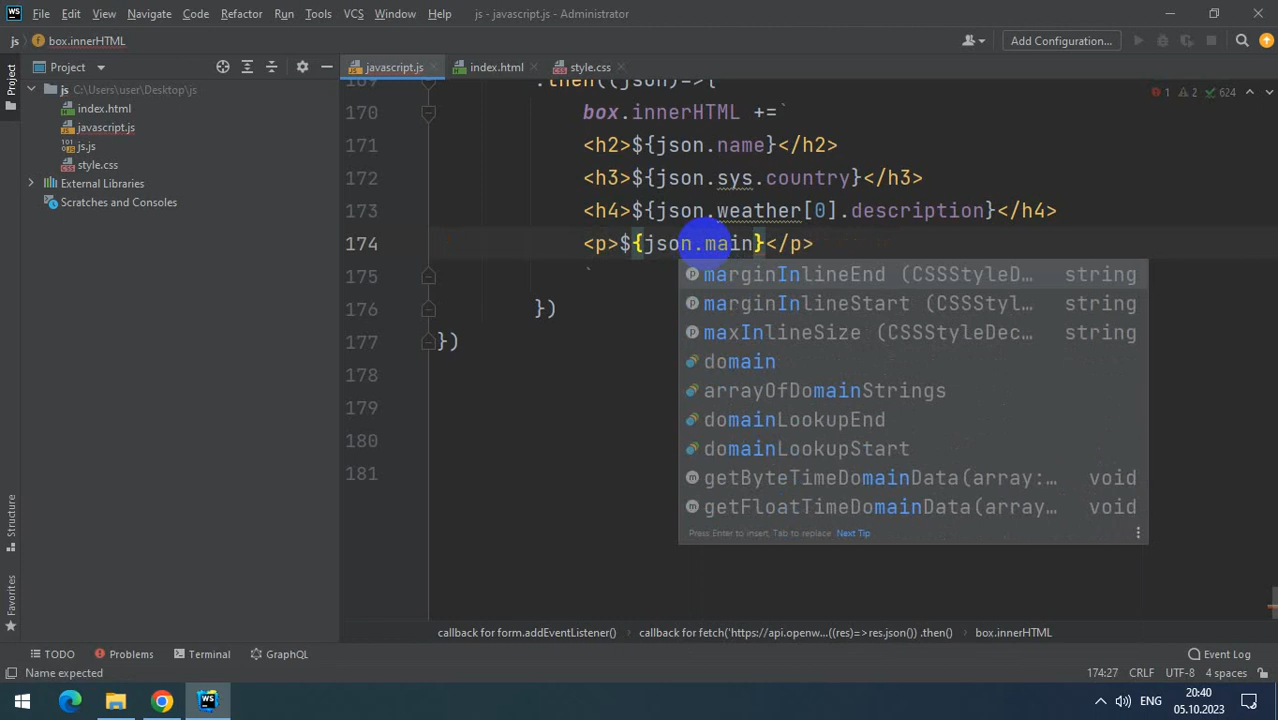 WS File Edit View Navigate Code Refactor Run Tools VCS Window Help js - javascript.js - Administrator
js box.innerHTML Add Configuration...
Project javascript.js index.html style.css
js C:\Users\user\Desktop\js
index.html
javascript.js
js.js
style.css
External Libraries
Scratches and Consoles
1 2 624
169 .then((json)=>{
170 box.innerHTML +=`
171 <h2>${json.name}</h2>
172 <h3>${json.sys.country}</h3>
173 <h4>${json.weather[0].description}</h4>
174 <p>${json.main}</p>
175 `
176 })
177 })
178
179
180
181
marginInlineEnd (CSSStyleD... string
marginInlineStart (CSSStyl... string
maxInlineSize (CSSStyleDec... string
domain
arrayOfDomainStrings
domainLookupEnd
domainLookupStart
getByteTimeDomainData(array:... void
getFloatTimeDomainData(array... void
Press Enter to insert, Tab to replace Next Tip
Project
Structure
Favorites
callback for form.addEventListener() callback for fetch('https://api.openw...((res)=>res.json()) .then() box.innerHTML
TODO Problems Terminal GraphQL Event Log
Name expected 174:27 CRLF UTF-8 4 spaces
WS ENG 20:40
05.10.2023